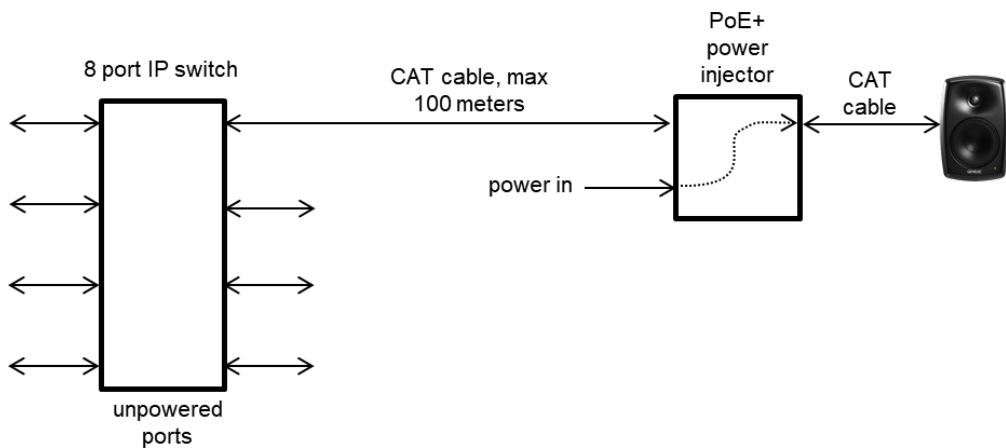 8 port IP switch
CAT cable, max
100 meters
PoE+
power
injector
CAT
cable
power in
unpowered
ports